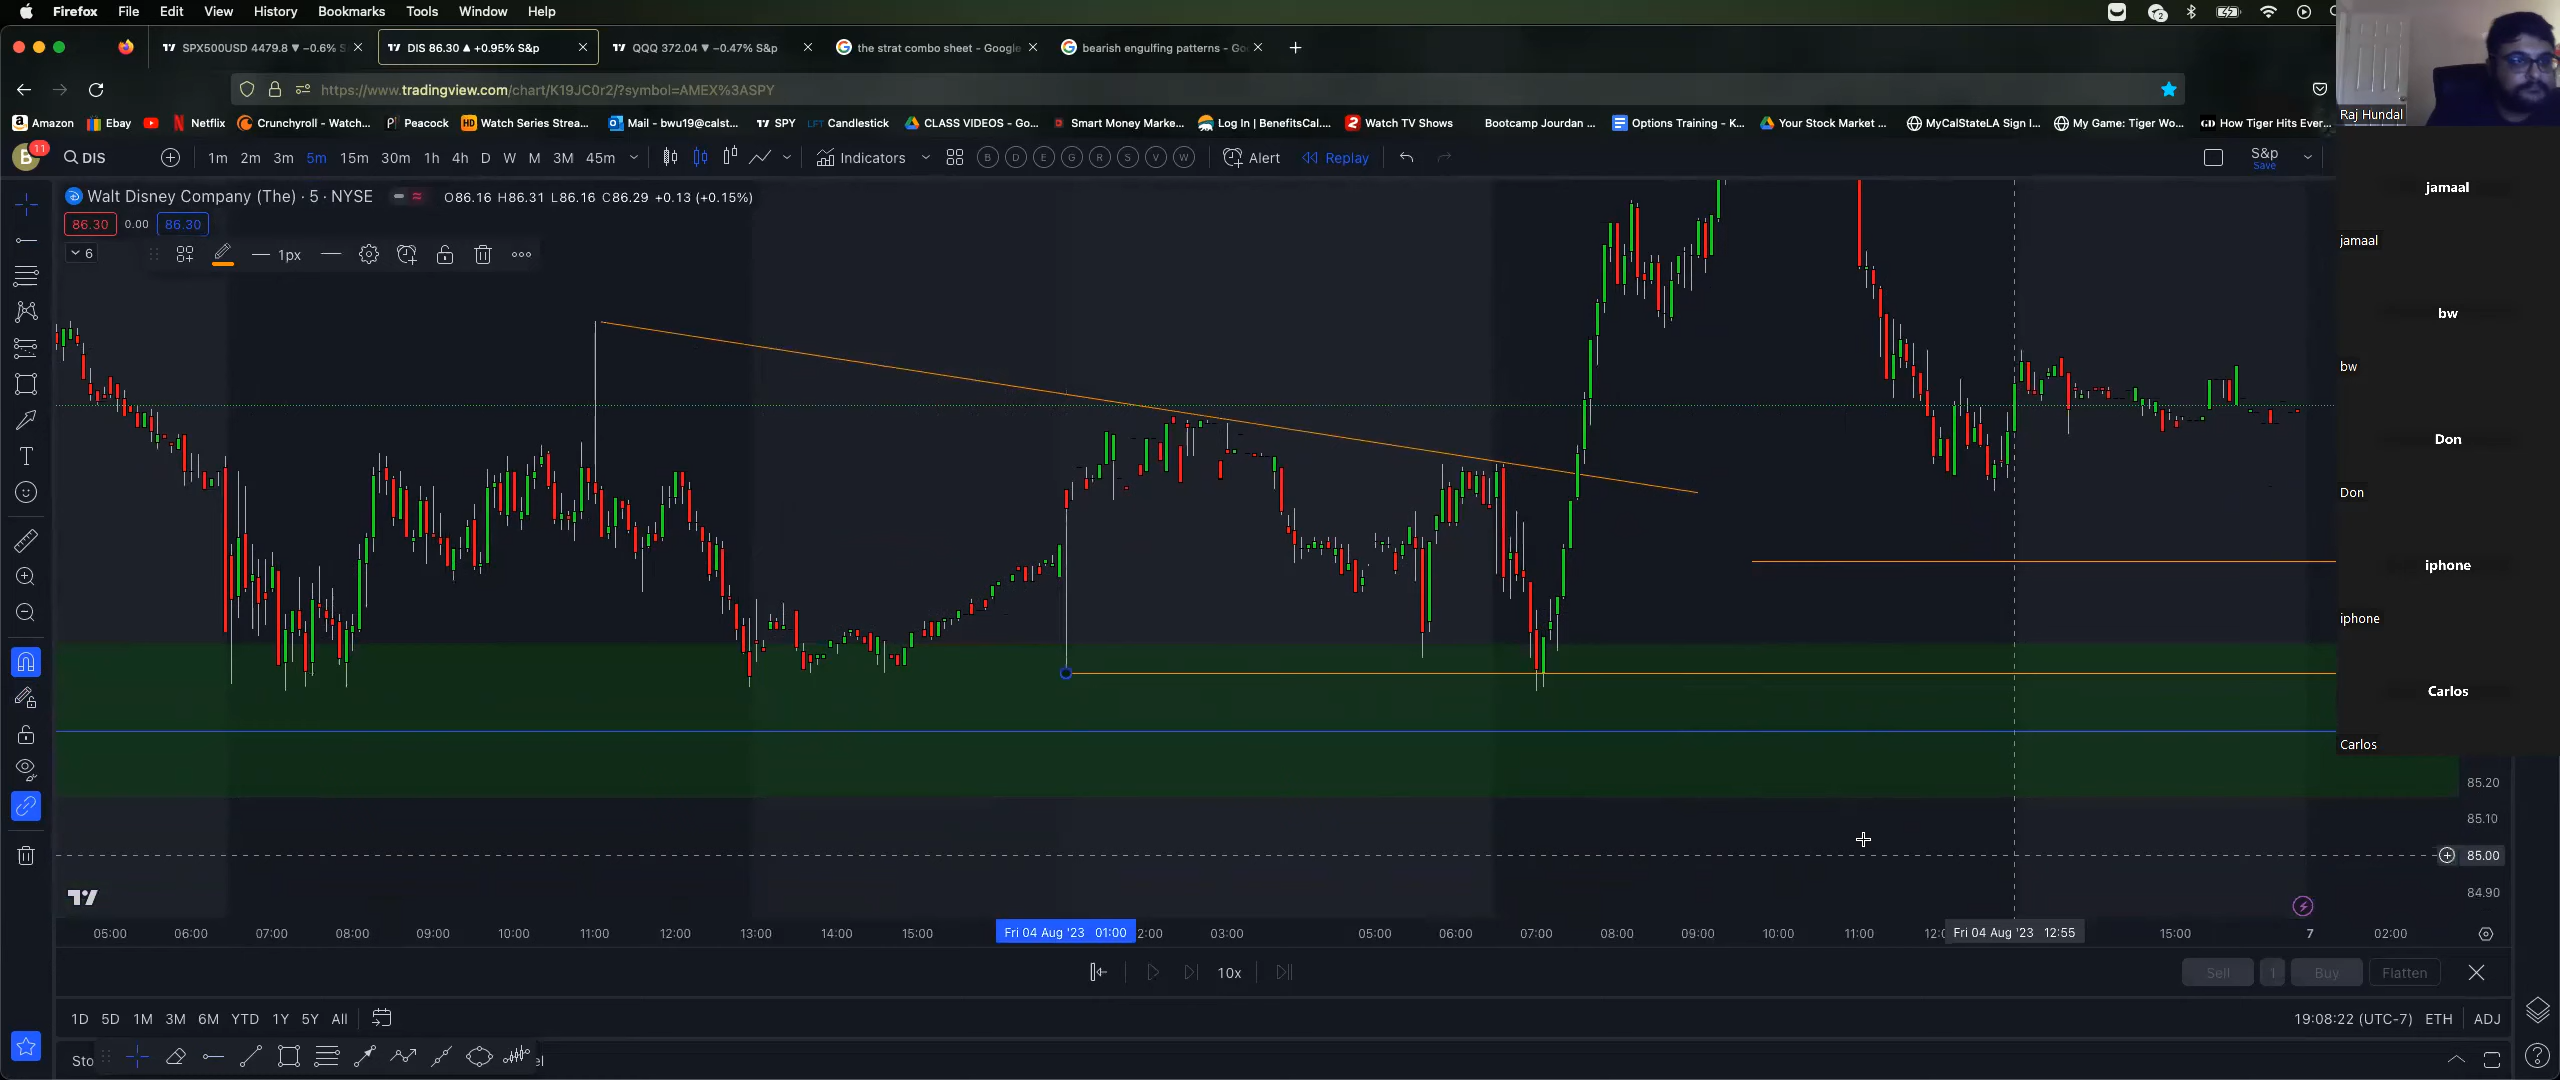 Firefox File Edit View History Bookmarks Tools Window Help
SPX500USD 4479.8 ▼ −0.6% S
DIS 86.30 ▲ +0.95% S&p
QQQ 372.04 ▼ −0.47% S&p
the strat combo sheet - Google
bearish engulfing patterns - Go
https://www.tradingview.com/chart/K19JC0r2/?symbol=AMEX%3ASPY
Amazon Ebay Netflix Crunchyroll - Watch... Peacock Watch Series Strea... Mail - bwu19@calst... SPY Candlestick CLASS VIDEOS - Go... Smart Money Marke... Log In | BenefitsCal.... Watch TV Shows Bootcamp Jourdan ... Options Training - K... Your Stock Market ... MyCalStateLA Sign I... My Game: Tiger Wo... How Tiger Hits Ever...
Raj Hundal
B 11 DIS 1m 2m 3m 5m 15m 30m 1h 4h D W M 3M 45m Indicators B D E G R S V W Alert Replay S&p
Save
Walt Disney Company (The) · 5 · NYSE O86.16 H86.31 L86.16 C86.29 +0.13 (+0.15%)
86.30 0.00 86.30
6 1px
jamaal
jamaal
bw
bw
Don
Don
iphone
iphone
Carlos
Carlos
85.20
85.10
85.00
84.90
05:00 06:00 07:00 08:00 09:00 10:00 11:00 12:00 13:00 14:00 15:00 Fri 04 Aug '23 01:00 2:00 03:00 05:00 06:00 07:00 08:00 09:00 10:00 11:00 12:0 Fri 04 Aug '23 12:55 15:00 7 02:00
10x Sell 1 Buy Flatten
1D 5D 1M 3M 6M YTD 1Y 5Y All 19:08:22 (UTC-7) ETH ADJ
Sto el